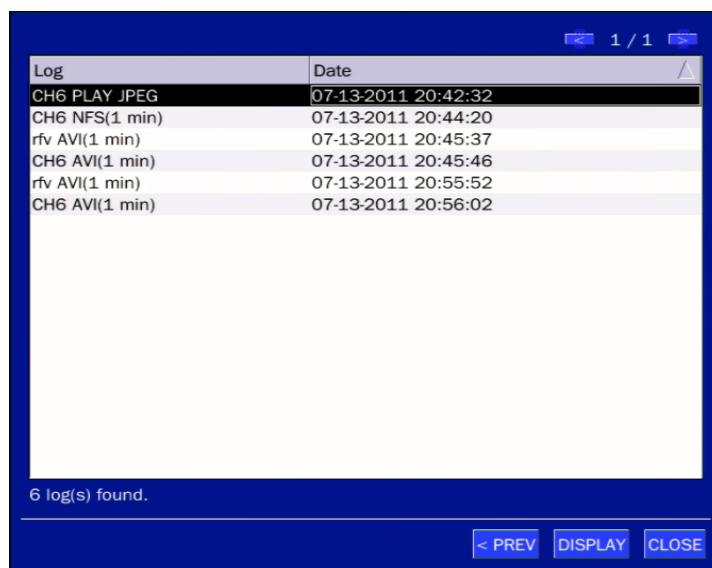 < 1 / 1 >
Log Date
CH6 PLAY JPEG 07-13-2011 20:42:32
CH6 NFS(1 min) 07-13-2011 20:44:20
rfv AVI(1 min) 07-13-2011 20:45:37
CH6 AVI(1 min) 07-13-2011 20:45:46
rfv AVI(1 min) 07-13-2011 20:55:52
CH6 AVI(1 min) 07-13-2011 20:56:02
6 log(s) found.
< PREV DISPLAY CLOSE